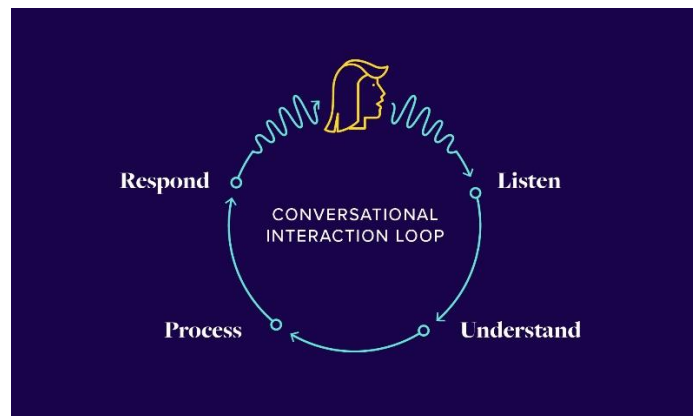 Respond
Listen
CONVERSATIONAL
INTERACTION LOOP
Process
Understand